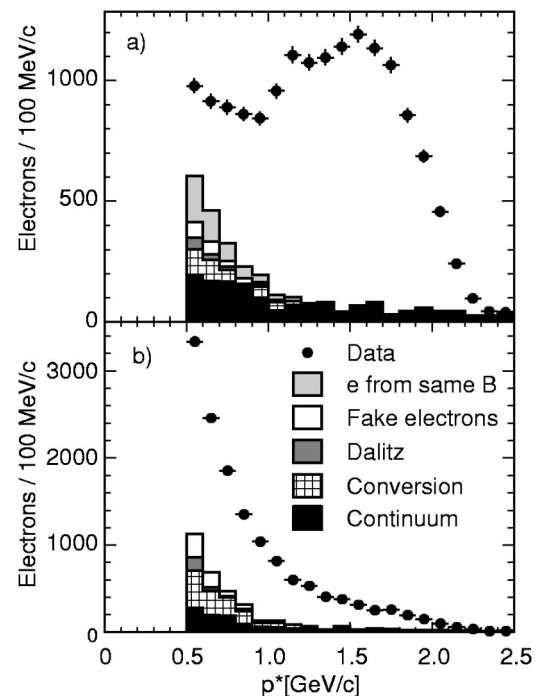 a)
Electrons / 100 MeV/c
1000
500
0
b)
Electrons / 100 MeV/c
3000
2000
1000
0
Data
e from same B
Fake electrons
Dalitz
Conversion
Continuum
0.0 0.5 1.0 1.5 2.0 2.5
p*[GeV/c]